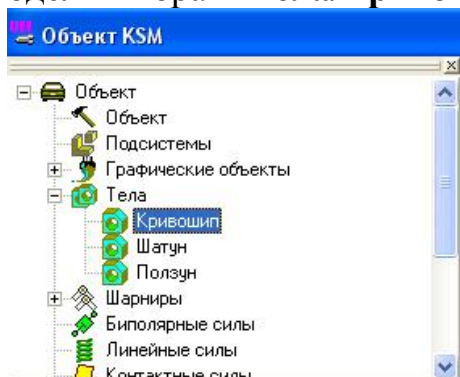 Объект KSM
Объект
Объект
Подсистемы
Графические объекты
Тела
Кривошип
Шатун
Ползун
Шарниры
Биполярные силы
Линейные силы
Контактные силы